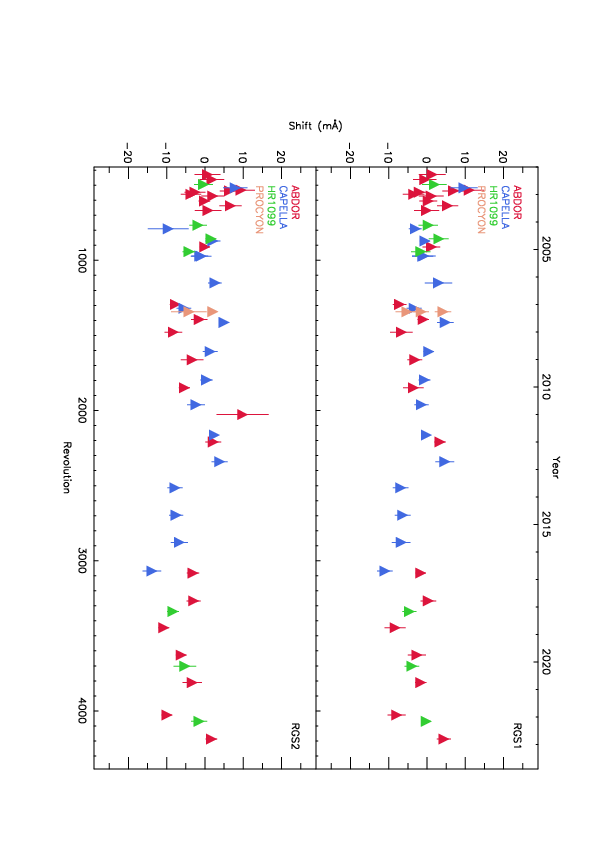 Year
2005
2010
2015
2020
20
10
0
−10
−20
ABDOR
CAPELLA
HR1099
PROCYON
RGS1
20
10
0
−10
−20
ABDOR
CAPELLA
HR1099
PROCYON
RGS2
Shift (mÅ)
1000
2000
3000
4000
Revolution